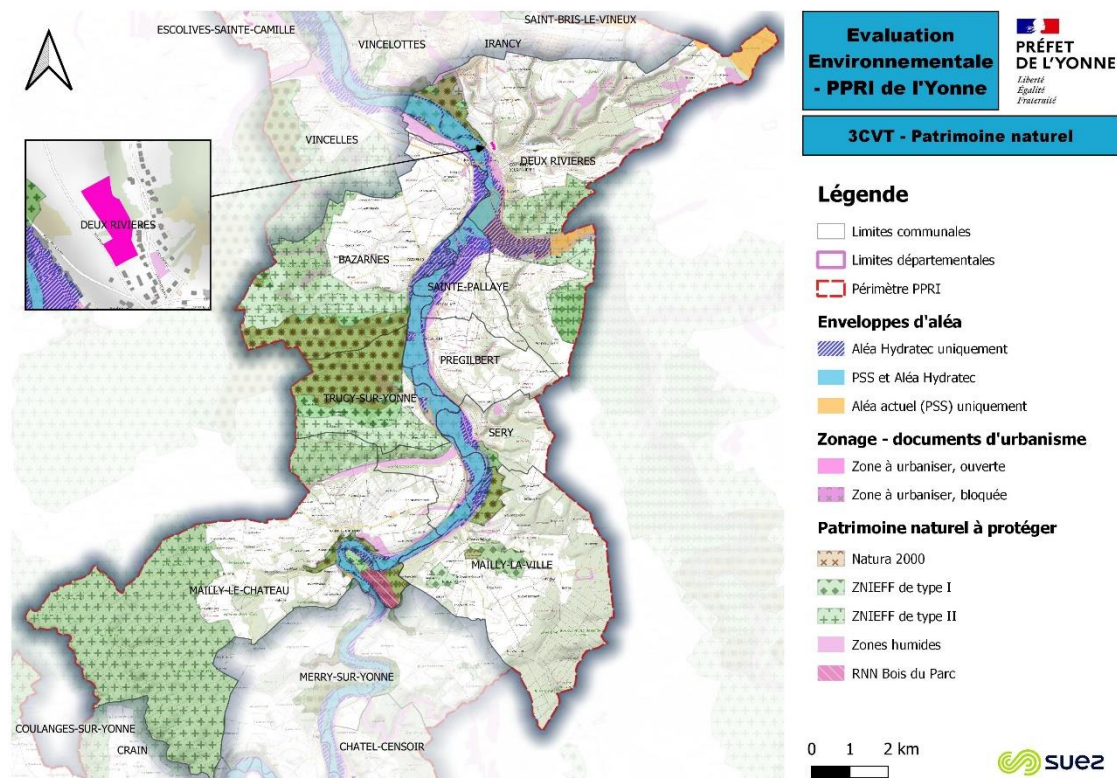 SAINT-BRIS-LE-VINEUX
ESCOLIVES-SAINTE-CAMILLE
VINCELOTTES
IRANCY
VINCELLES
DEUX RIVIERES
DEUX RIVIERES
BAZARNES
SAINTE-PALLAYE
PREGILBERT
TRUCY-SUR-YONNE
SERY
MAILLY-LA-VILLE
MAILLY-LE-CHATEAU
MERRY-SUR-YONNE
COULANGES-SUR-YONNE
CRAIN
CHATEL-CENSOIR
Evaluation
Environnementale
- PPRI de l'Yonne
PRÉFET
DE L'YONNE
Liberté
Égalité
Fraternité
3CVT - Patrimoine naturel
Légende
Limites communales
Limites départementales
Périmètre PPRI
Enveloppes d'aléa
Aléa Hydratec uniquement
PSS et Aléa Hydratec
Aléa actuel (PSS) uniquement
Zonage - documents d'urbanisme
Zone à urbaniser, ouverte
Zone à urbaniser, bloquée
Patrimoine naturel à protéger
Natura 2000
ZNIEFF de type I
ZNIEFF de type II
Zones humides
RNN Bois du Parc
0 1 2 km
suez